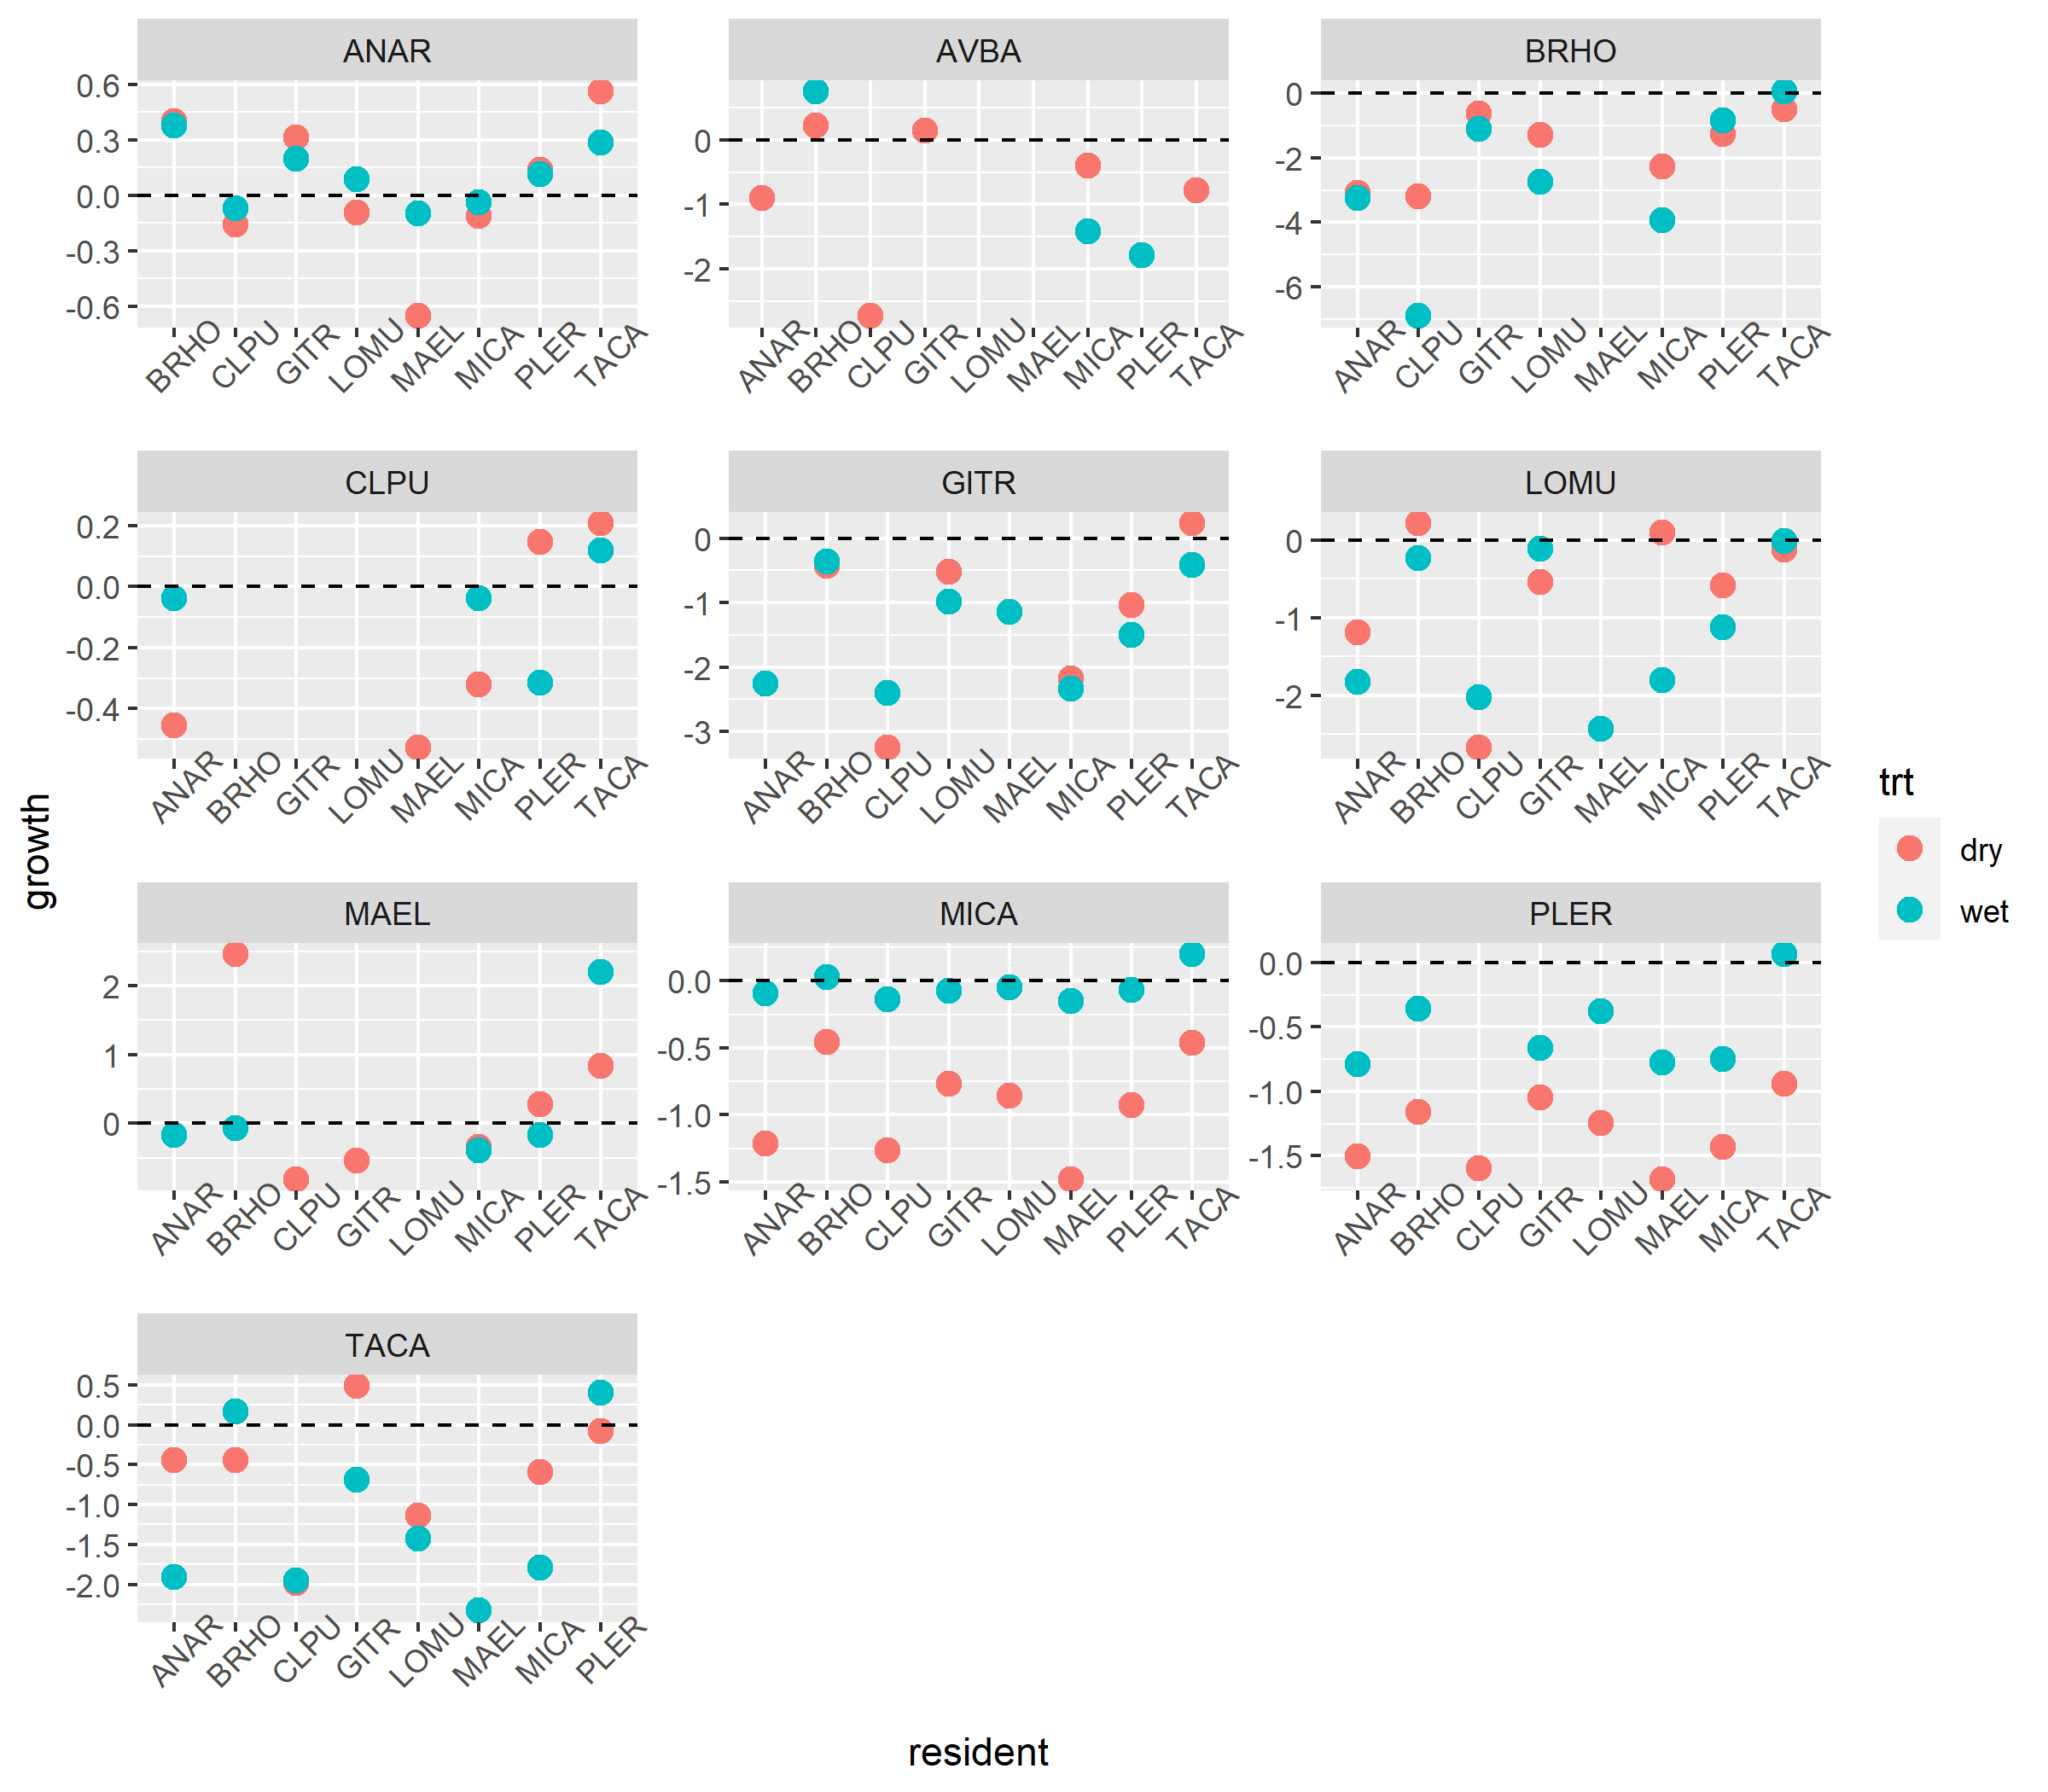 growth
ANAR
0.6
0.3
0.0
-0.3
-0.6
BRHO CLPU GITR LOMU MAEL MICA PLER TACA
AVBA
0
-1
-2
ANAR BRHO CLPU GITR LOMU MAEL MICA PLER TACA
BRHO
0
-2
-4
-6
ANAR CLPU GITR LOMU MAEL MICA PLER TACA
CLPU
0.2
0.0
-0.2
-0.4
ANAR BRHO GITR LOMU MAEL MICA PLER TACA
GITR
0
-1
-2
-3
ANAR BRHO CLPU LOMU MAEL MICA PLER TACA
LOMU
0
-1
-2
ANAR BRHO CLPU GITR MAEL MICA PLER TACA
MAEL
2
1
0
ANAR BRHO CLPU GITR LOMU MICA PLER TACA
MICA
0.0
-0.5
-1.0
-1.5
ANAR BRHO CLPU GITR LOMU MAEL PLER TACA
PLER
0.0
-0.5
-1.0
-1.5
ANAR BRHO CLPU GITR LOMU MAEL MICA TACA
TACA
0.5
0.0
-0.5
-1.0
-1.5
-2.0
ANAR BRHO CLPU GITR LOMU MAEL MICA PLER
resident
trt
dry
wet